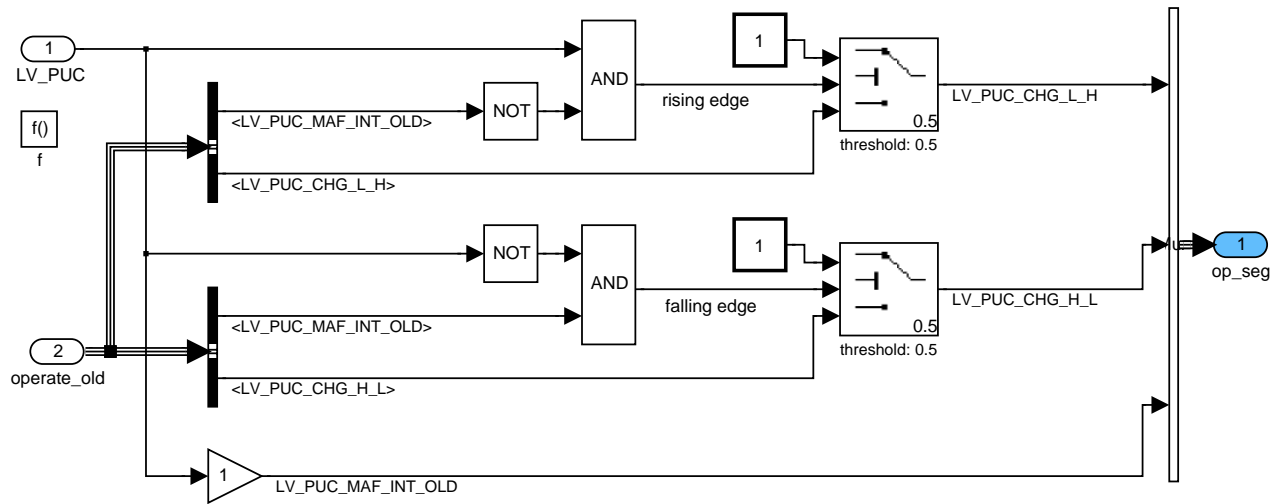 1
LV_PUC
f()
f
<LV_PUC_MAF_INT_OLD>
NOT
AND
rising edge
1
0.5
threshold: 0.5
LV_PUC_CHG_L_H
<LV_PUC_CHG_L_H>
NOT
AND
falling edge
1
0.5
threshold: 0.5
LV_PUC_CHG_H_L
1
op_seg
2
operate_old
<LV_PUC_MAF_INT_OLD>
<LV_PUC_CHG_H_L>
1
LV_PUC_MAF_INT_OLD